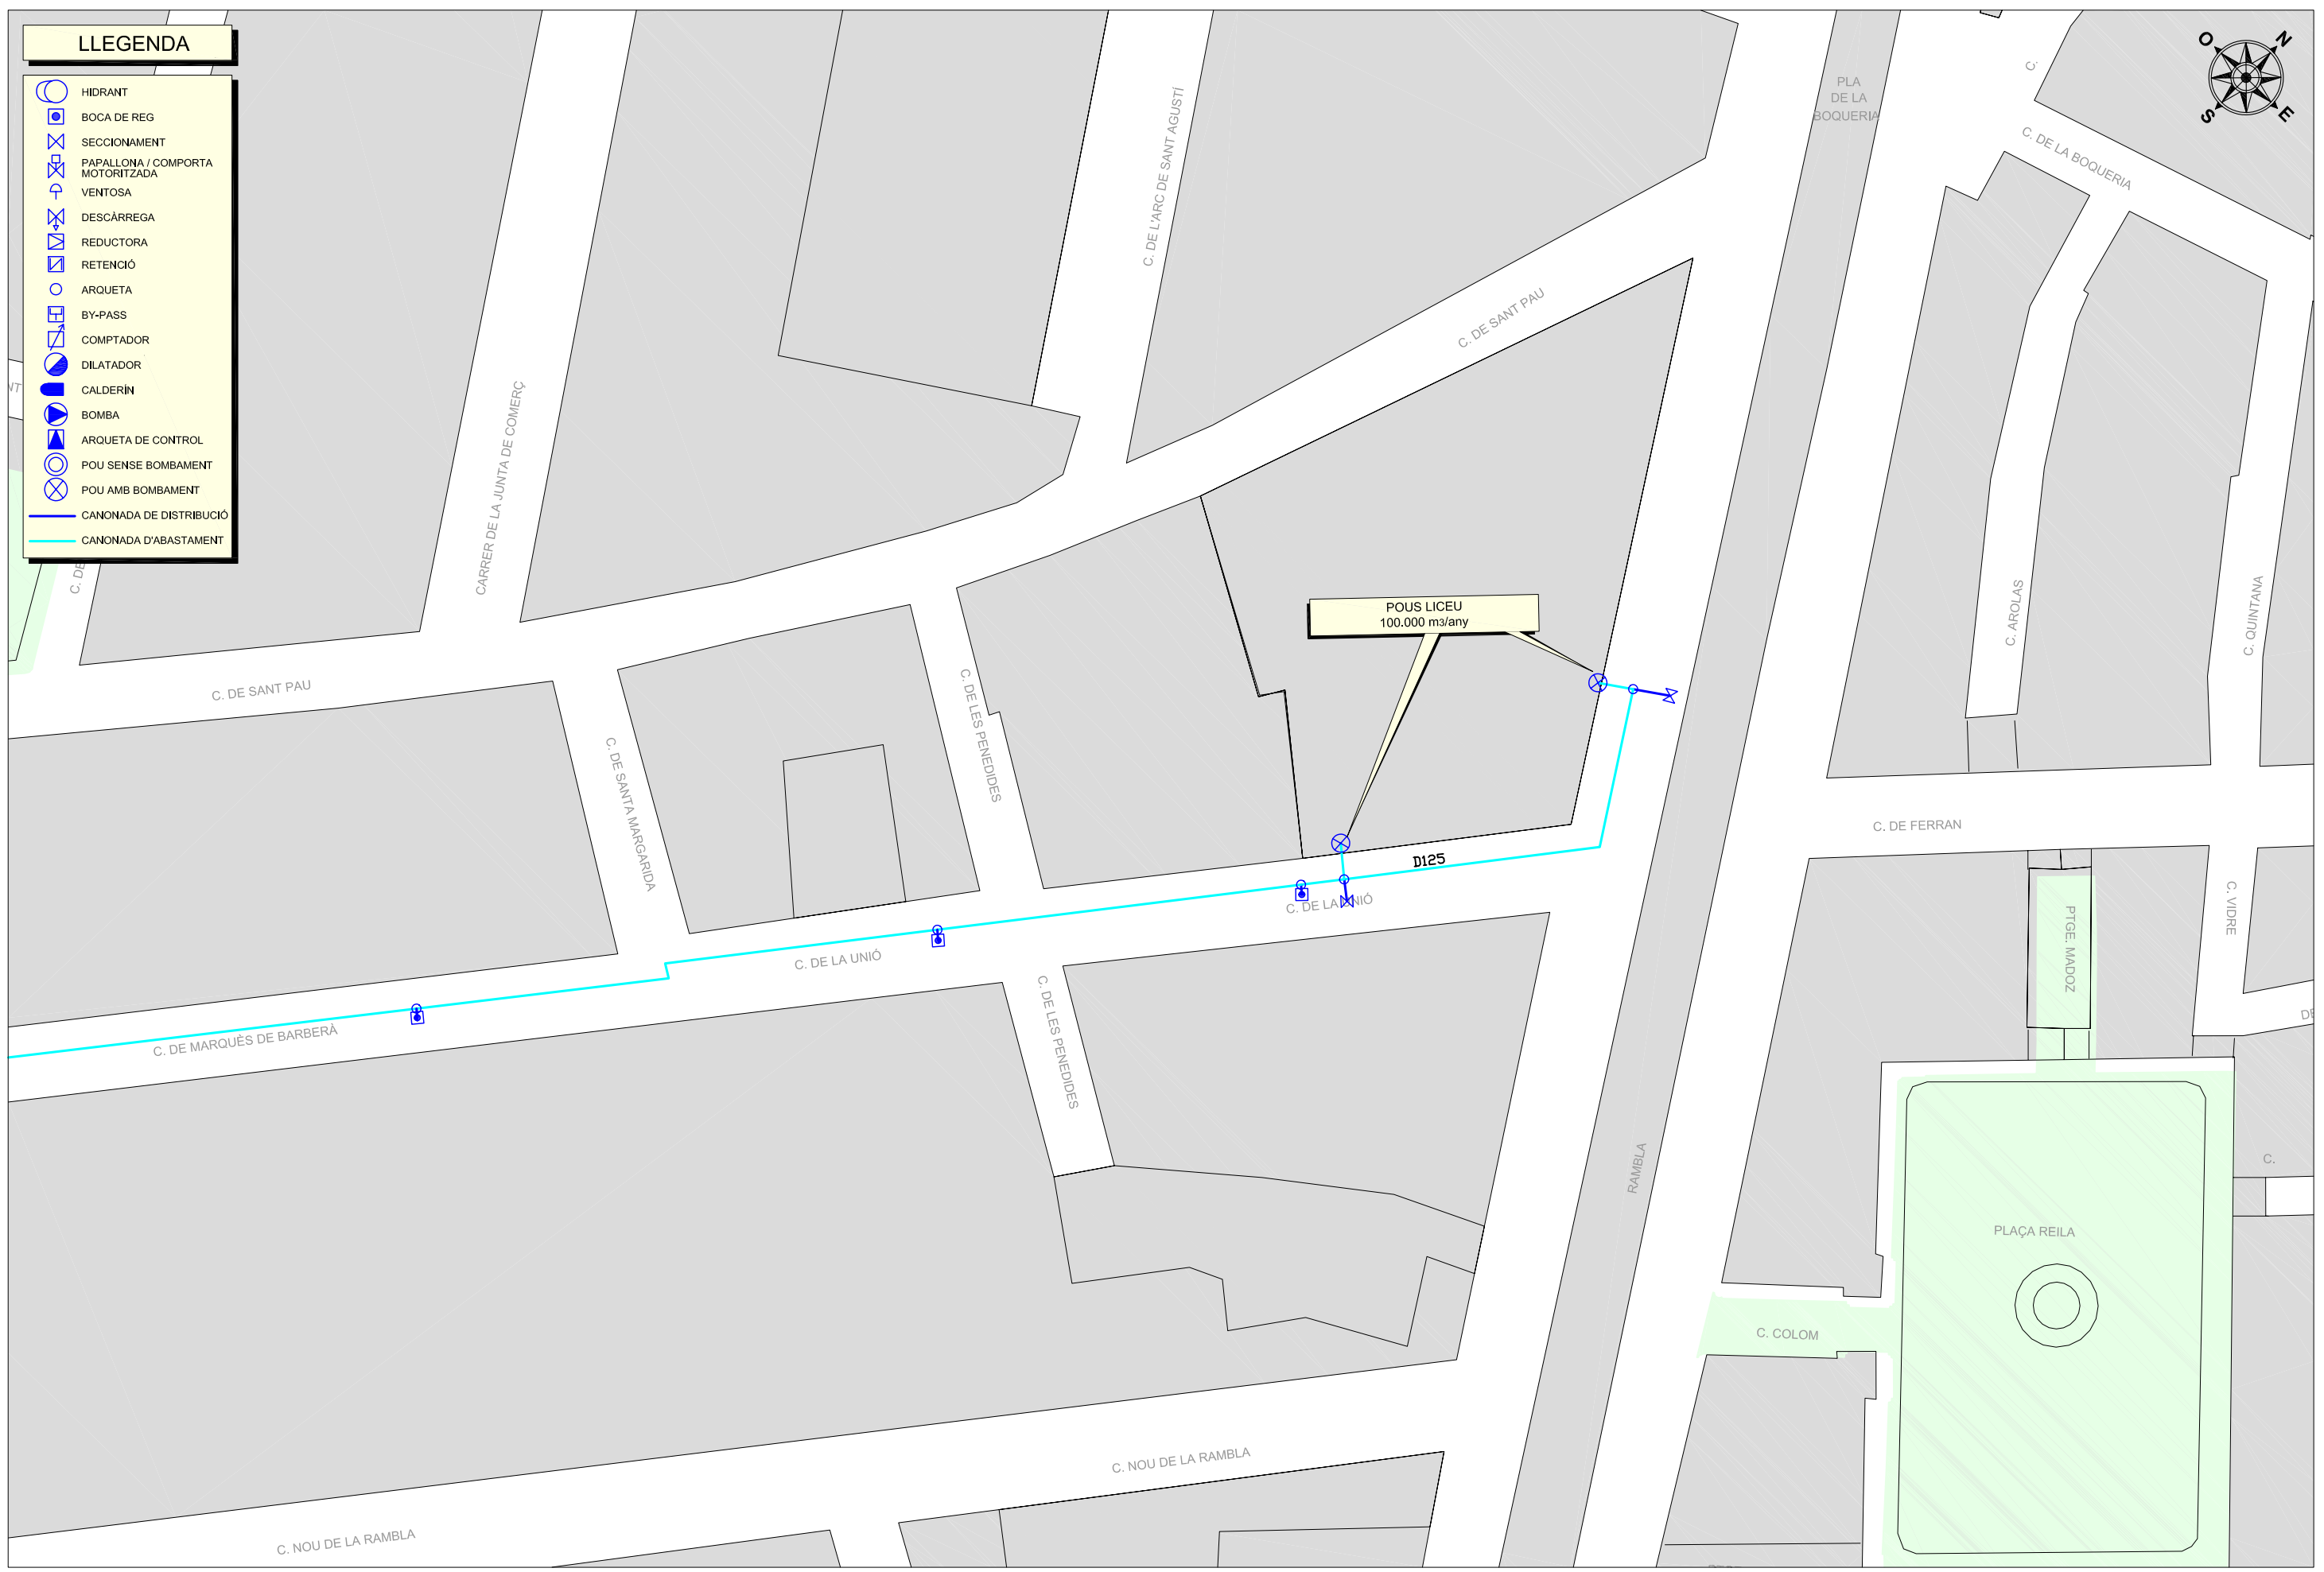 LLEGENDA
HIDRANT
BOCA DE REG
SECCIONAMENT
PAPALLONA / COMPORTA
MOTORITZADA
VENTOSA
DESCÀRREGA
REDUCTORA
RETENCIÓ
ARQUETA
BY-PASS
COMPTADOR
DILATADOR
CALDERÍN
BOMBA
ARQUETA DE CONTROL
POU SENSE BOMBAMENT
POU AMB BOMBAMENT
CANONADA DE DISTRIBUCIÓ
CANONADA D'ABASTAMENT
O
N
S
E
PLA
DE LA
BOQUERIA
C.
C. DE LA BOQUERIA
C. DE L'ARC DE SANT AGUSTÍ
C. DE SANT PAU
CARRER DE LA JUNTA DE COMERÇ
NT
C. DE
C. DE SANT PAU
POUS LICEU
100.000 m3/any
C. AROLAS
C. QUINTANA
C. DE LES PENEDIDES
C. DE SANTA MARGARIDA
C. DE FERRAN
D125
C. DE LA UNIÓ
C. DE LA UNIÓ
C. VIDRE
PTGE. MADOZ
C. DE MARQUÈS DE BARBERÀ
C. DE LES PENEDIDES
DE
RAMBLA
C.
PLAÇA REILA
C. COLOM
C. NOU DE LA RAMBLA
C. NOU DE LA RAMBLA